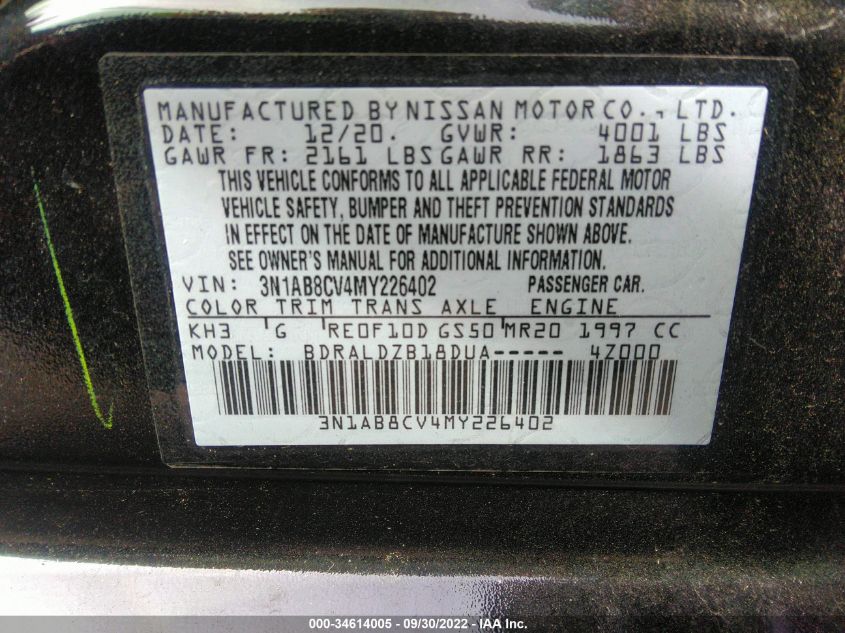 MANUFACTURED BY NISSAN MOTOR CO., LTD.
DATE: 12/20. GVWR: 4001 LBS
GAWR FR: 2161 LBS GAWR RR: 1863 LBS
THIS VEHICLE CONFORMS TO ALL APPLICABLE FEDERAL MOTOR
VEHICLE SAFETY, BUMPER AND THEFT PREVENTION STANDARDS
IN EFFECT ON THE DATE OF MANUFACTURE SHOWN ABOVE.
SEE OWNER'S MANUAL FOR ADDITIONAL INFORMATION.
VIN: 3N1AB8CV4MY226402 PASSENGER CAR.
COLOR TRIM TRANS AXLE ENGINE
KH3 ' G ' RE0F10D GS50 ' MR20 1997 CC
MODEL: BDRALDZB18DUA----- 4Z000
3N1AB8CV4MY226402
000-34614005 - 09/30/2022 - IAA Inc.